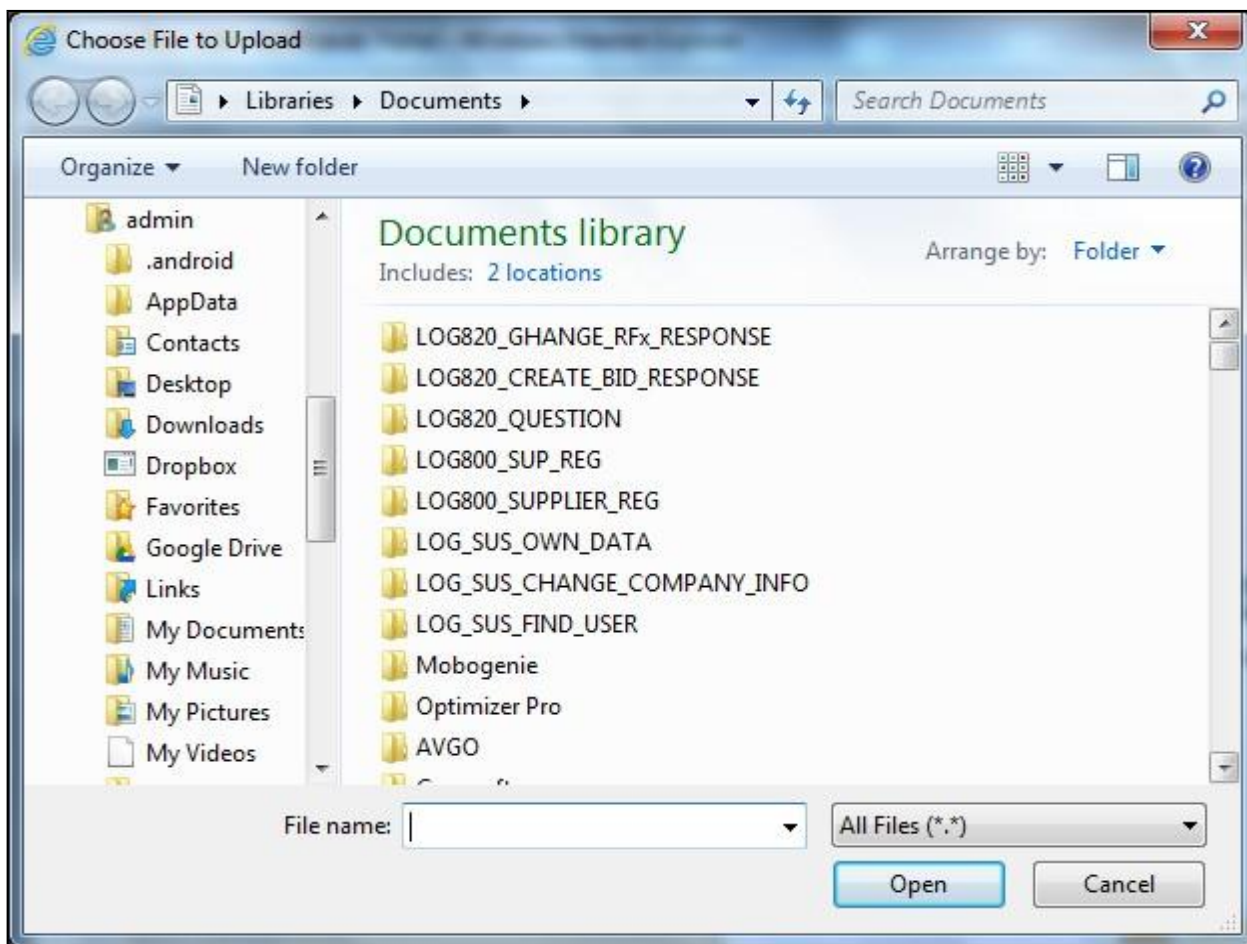 Choose File to Upload
Libraries Documents
Search Documents
Organize
New folder
admin
.android
AppData
Contacts
Desktop
Downloads
Dropbox
Favorites
Google Drive
Links
My Documents
My Music
My Pictures
My Videos
Documents library
Includes: 2 locations
Arrange by: Folder
LOG820_GHANGE_RFx_RESPONSE
LOG820_CREATE_BID_RESPONSE
LOG820_QUESTION
LOG800_SUP_REG
LOG800_SUPPLIER_REG
LOG_SUS_OWN_DATA
LOG_SUS_CHANGE_COMPANY_INFO
LOG_SUS_FIND_USER
Mobogenie
Optimizer Pro
AVGO
File name:
All Files (*.*)
Open
Cancel